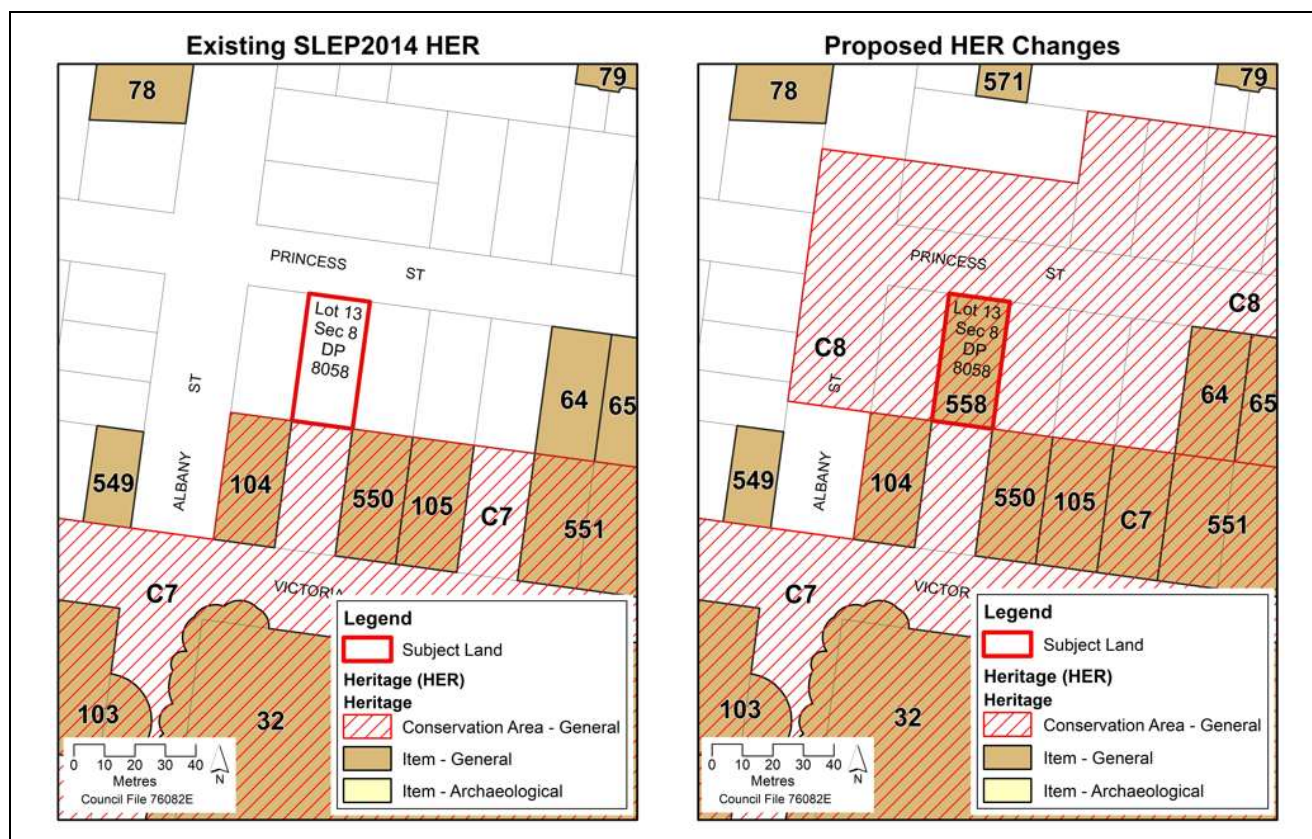 Existing SLEP2014 HER
78
79
PRINCESS ST
Lot 13
Sec 8
DP
8058
64
65
ST
ALBANY
549
104
550
105
C7
551
C7
VICTORIA
103
32
Legend
Subject Land
Heritage (HER)
Heritage
Conservation Area - General
Item - General
Item - Archaeological
0 10 20 30 40
Metres
N
Council File 76082E
Proposed HER Changes
78
571
79
PRINCESS ST
C8
Lot 13
Sec 8
DP
8058
C8
ST
558
64
65
ALBANY
549
104
550
105
C7
551
C7
VICTOR
103
32
Legend
Subject Land
Heritage (HER)
Heritage
Conservation Area - General
Item - General
Item - Archaeological
0 10 20 30 40
Metres
N
Council File 76082E